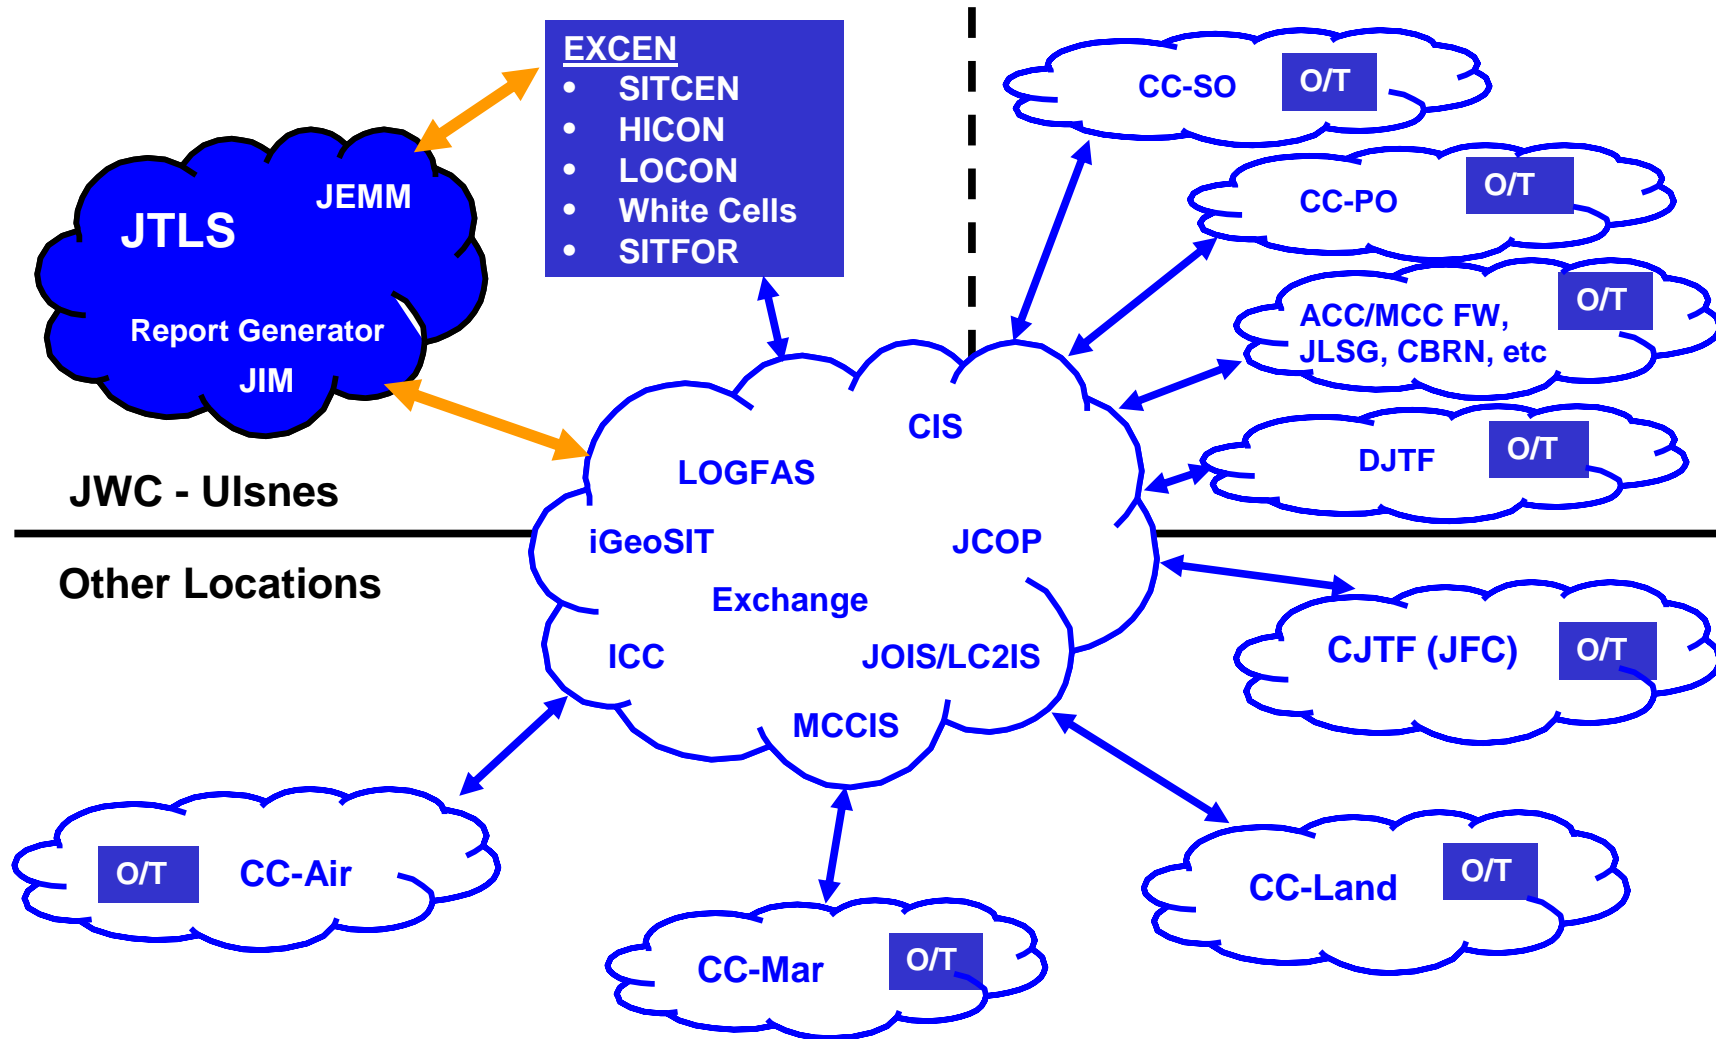 EXCEN
• SITCEN
• HICON
• LOCON
• White Cells
• SITFOR
JEMM
JTLS
Report Generator
JIM
JWC - Ulsnes
Other Locations
CC-SO
O/T
CC-PO
O/T
ACC/MCC FW,
JLSG, CBRN, etc
O/T
DJTF
O/T
CIS
LOGFAS
iGeoSIT
JCOP
Exchange
ICC
JOIS/LC2IS
MCCIS
CJTF (JFC)
O/T
O/T
CC-Air
CC-Mar
O/T
CC-Land
O/T